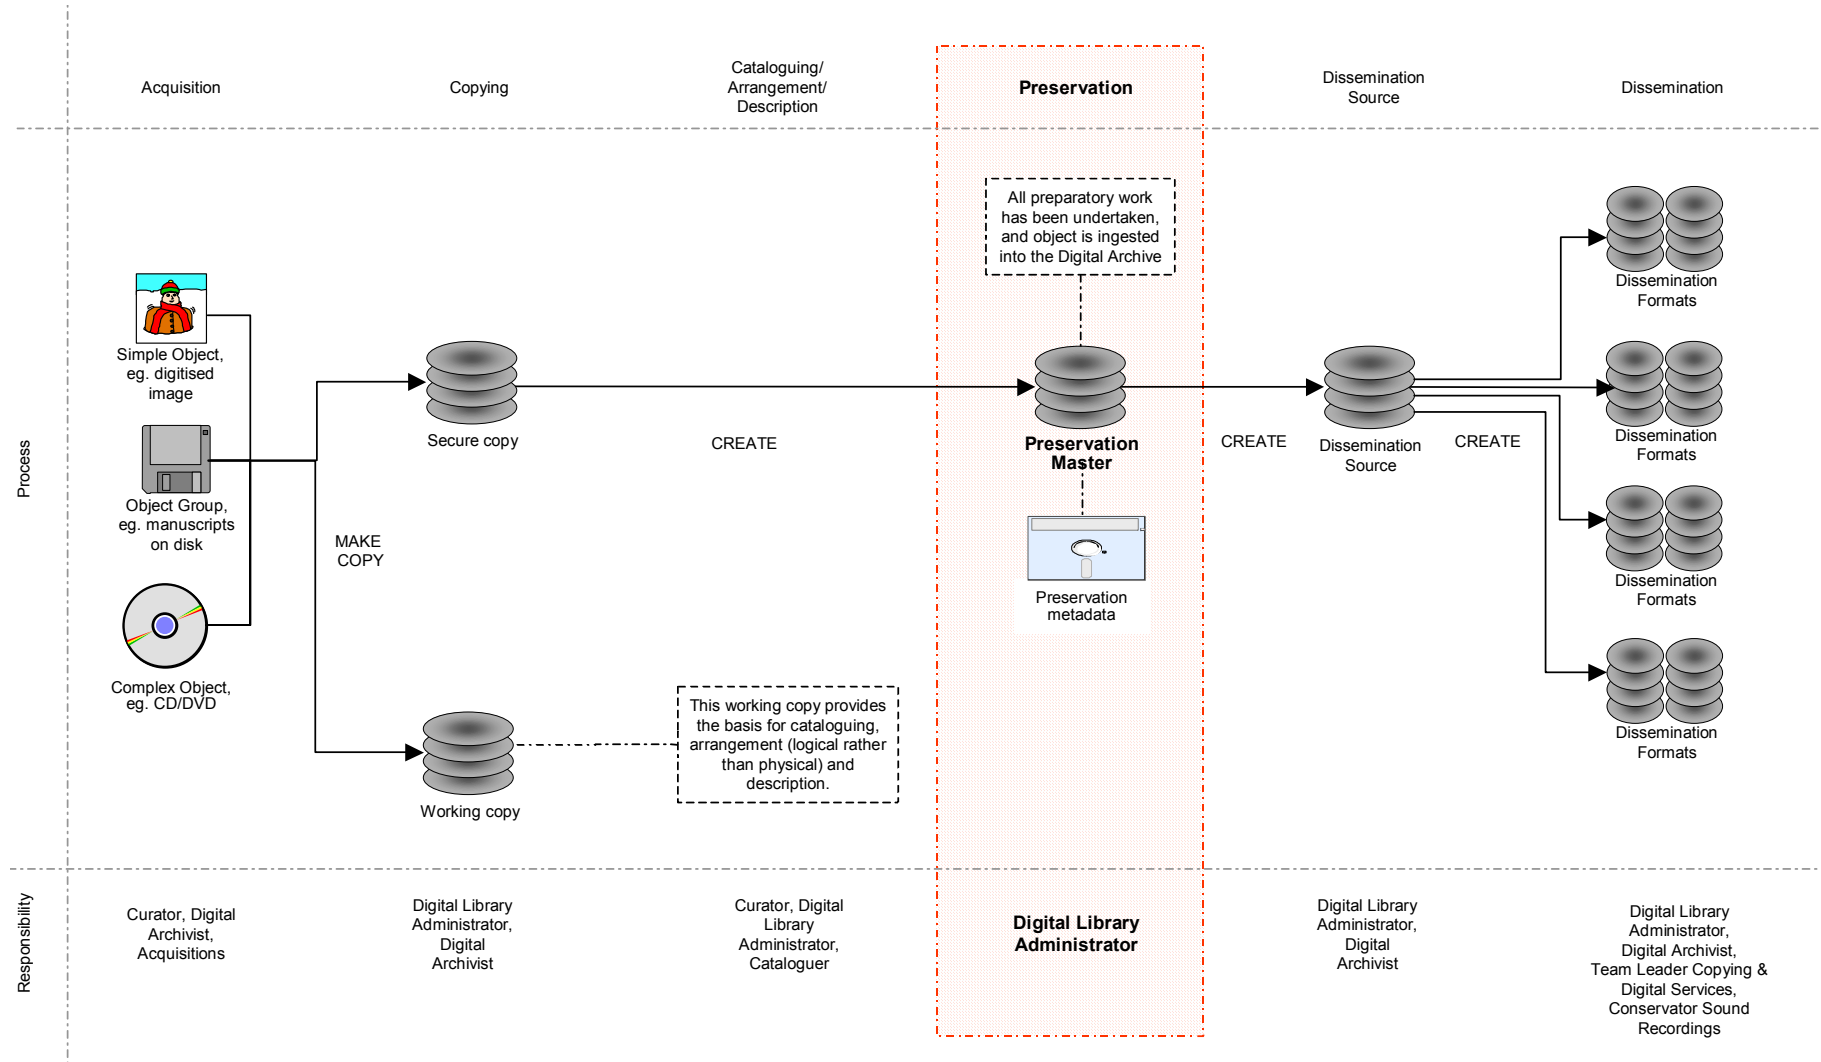 Acquisition
Copying
Cataloguing/
Arrangement/
Description
Preservation
Dissemination
Source
Dissemination
Process
Simple Object,
eg. digitised
image
Object Group,
eg. manuscripts
on disk
Complex Object,
eg. CD/DVD
MAKE
COPY
Secure copy
Working copy
CREATE
This working copy provides
the basis for cataloguing,
arrangement (logical rather
than physical) and
description.
All preparatory work
has been undertaken,
and object is ingested
into the Digital Archive
Preservation
Master
Preservation
metadata
CREATE
Dissemination
Source
CREATE
Dissemination
Formats
Dissemination
Formats
Dissemination
Formats
Dissemination
Formats
Responsibility
Curator, Digital
Archivist,
Acquisitions
Digital Library
Administrator,
Digital
Archivist
Curator, Digital
Library
Administrator,
Cataloguer
Digital Library
Administrator
Digital Library
Administrator,
Digital
Archivist
Digital Library
Administrator,
Digital Archivist,
Team Leader Copying &
Digital Services,
Conservator Sound
Recordings